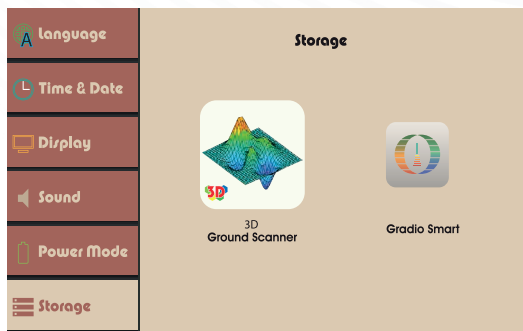 Language
Time & Date
Display
Sound
Power Mode
Storage
Storage
3D
3D
Ground Scanner
Gradio Smart